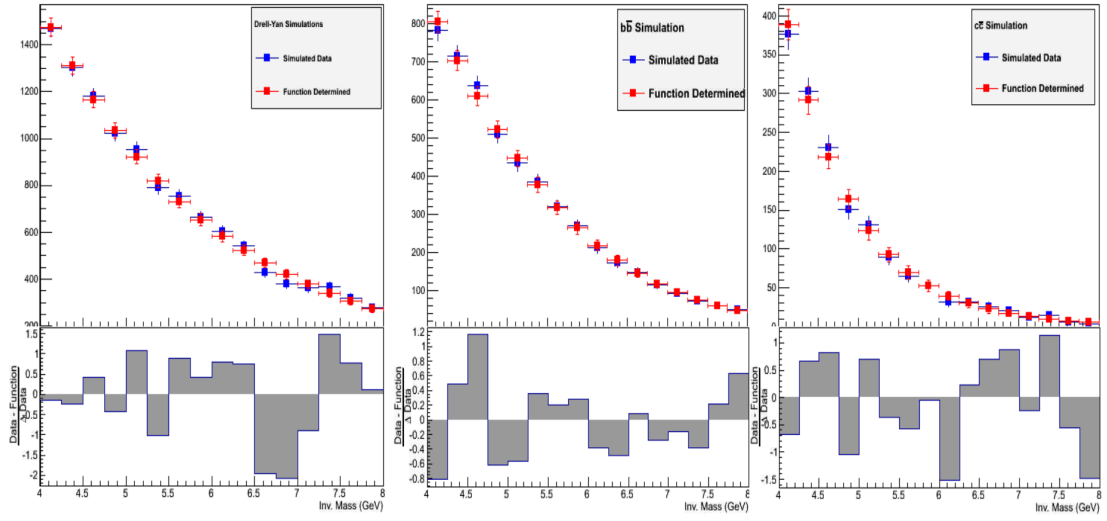 Drell-Yan Simulations
Simulated Data
Function Determined
1400
1200
1000
800
600
400
200
1.5
1
0.5
0
-0.5
-1
-1.5
-2
Data - Function
Δ Data
4 4.5 5 5.5 6 6.5 7 7.5 8
Inv. Mass (GeV)
bb̅ Simulation
Simulated Data
Function Determined
800
700
600
500
400
300
200
100
1.2
1
0.8
0.6
0.4
0.2
0
-0.2
-0.4
-0.6
-0.8
Data - Function
Δ Data
4 4.5 5 5.5 6 6.5 7 7.5 8
Inv. Mass (GeV)
cc̅ Simulation
Simulated Data
Function Determined
400
350
300
250
200
150
100
50
0
1
0.5
0
-0.5
-1
-1.5
Data - Function
Δ Data
4 4.5 5 5.5 6 6.5 7 7.5 8
Inv. Mass (GeV)